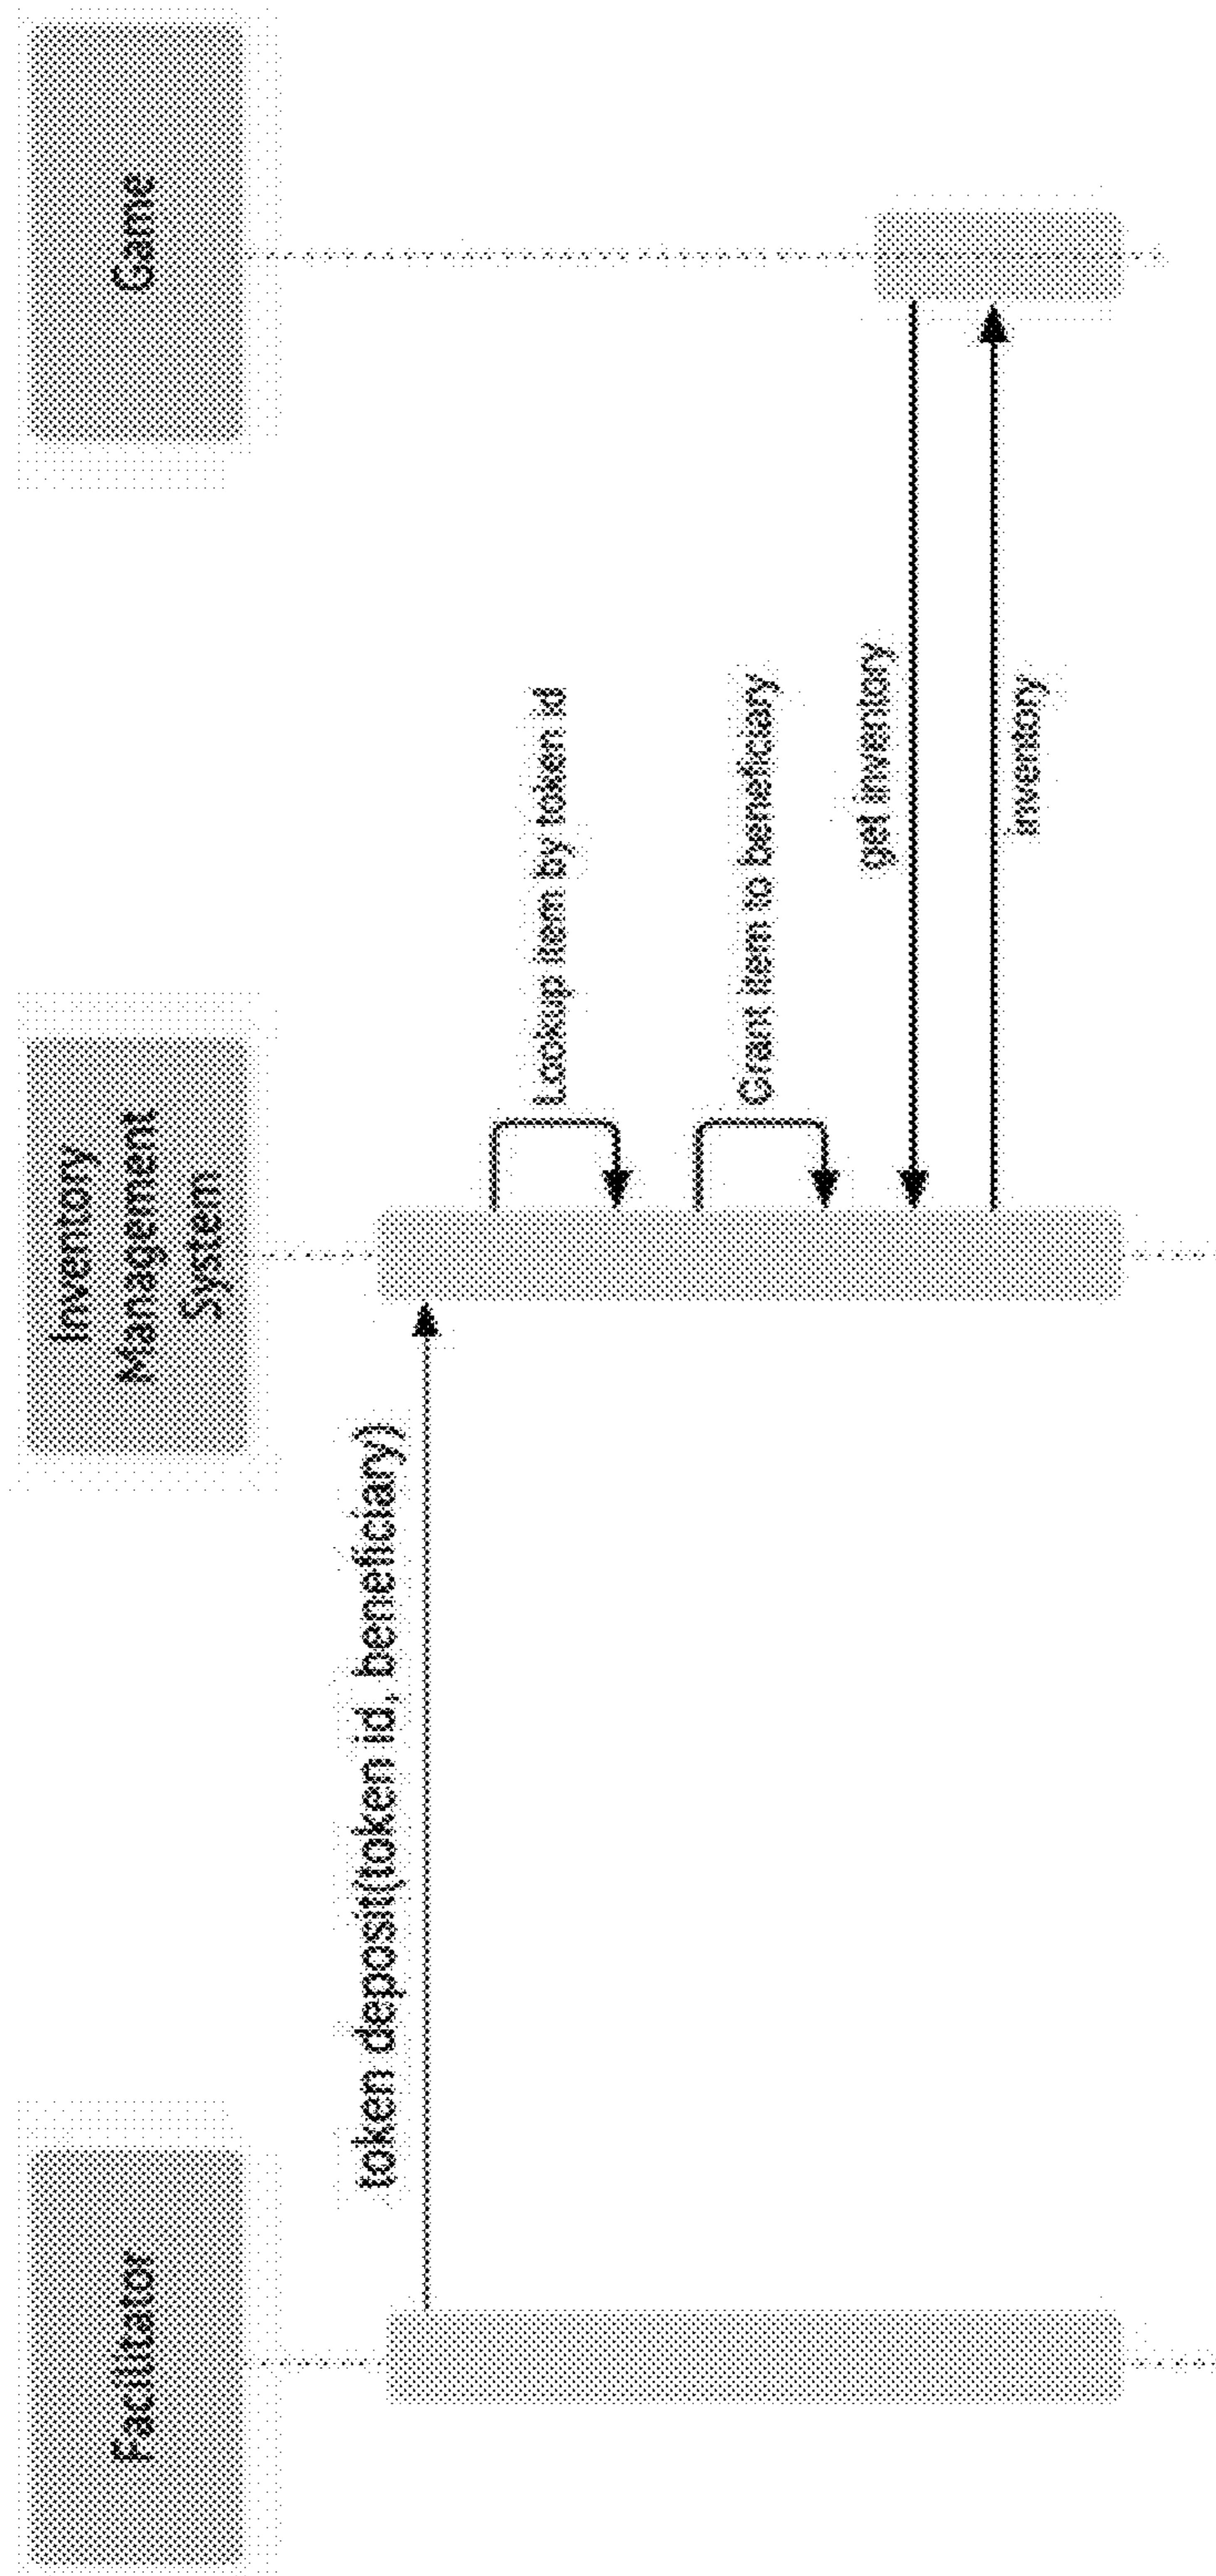 Facilitator
Inventory
Management
System
Game
token deposit(token id, beneficiary)
Lookup item by token id
Grant item to beneficiary
get inventory
inventory